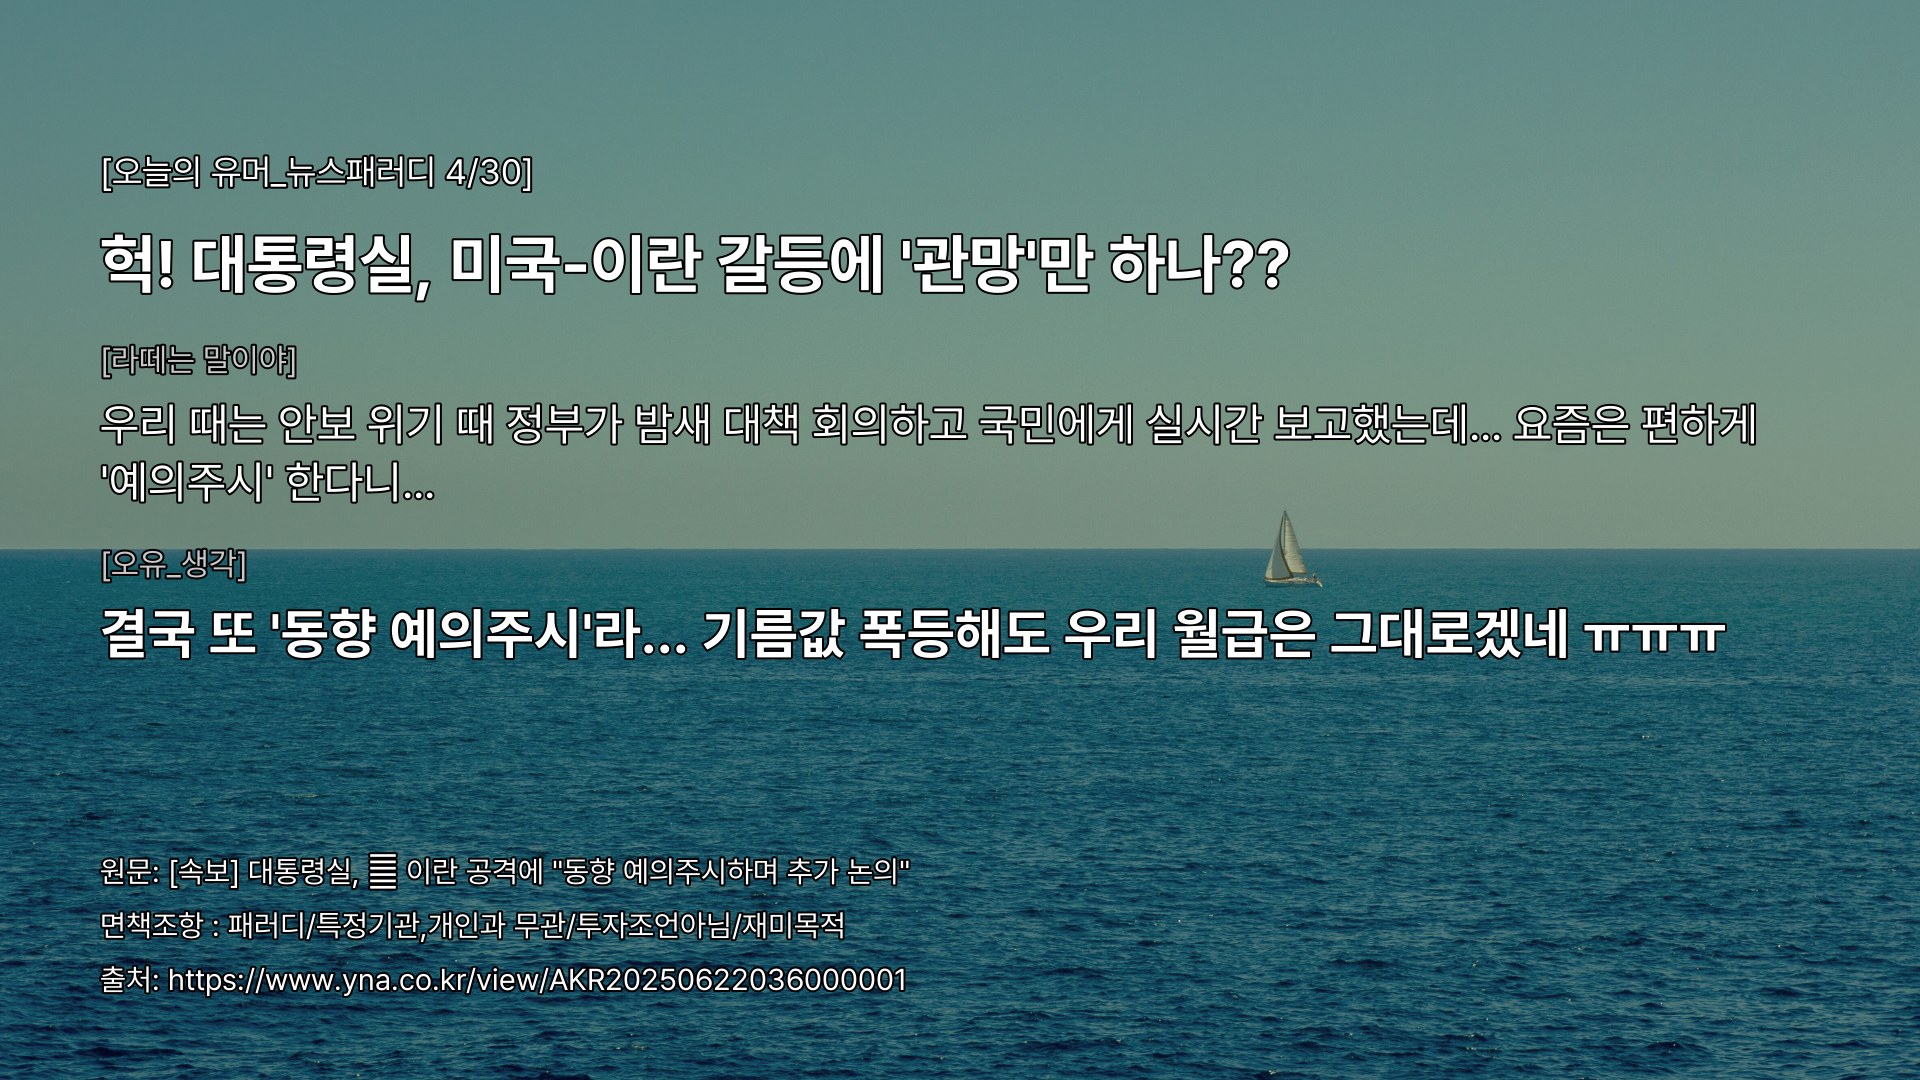 [오늘의 유머_뉴스패러디 4/30]
헉! 대통령실, 미국-이란 갈등에 '관망'만 하나??
[라떼는 말이야]
우리 때는 안보 위기 때 정부가 밤새 대책 회의하고 국민에게 실시간 보고했는데... 요즘은 편하게
'예의주시' 한다니...
[오유_생각]
결국 또 '동향 예의주시'라... 기름값 폭등해도 우리 월급은 그대로겠네 ㅠㅠㅠ
원문: [속보] 대통령실, 이란 공격에 "동향 예의주시하며 추가 논의"
면책조항 : 패러디/특정기관,개인과 무관/투자조언아님/재미목적
출처: https://www.yna.co.kr/view/AKR20250622036000001